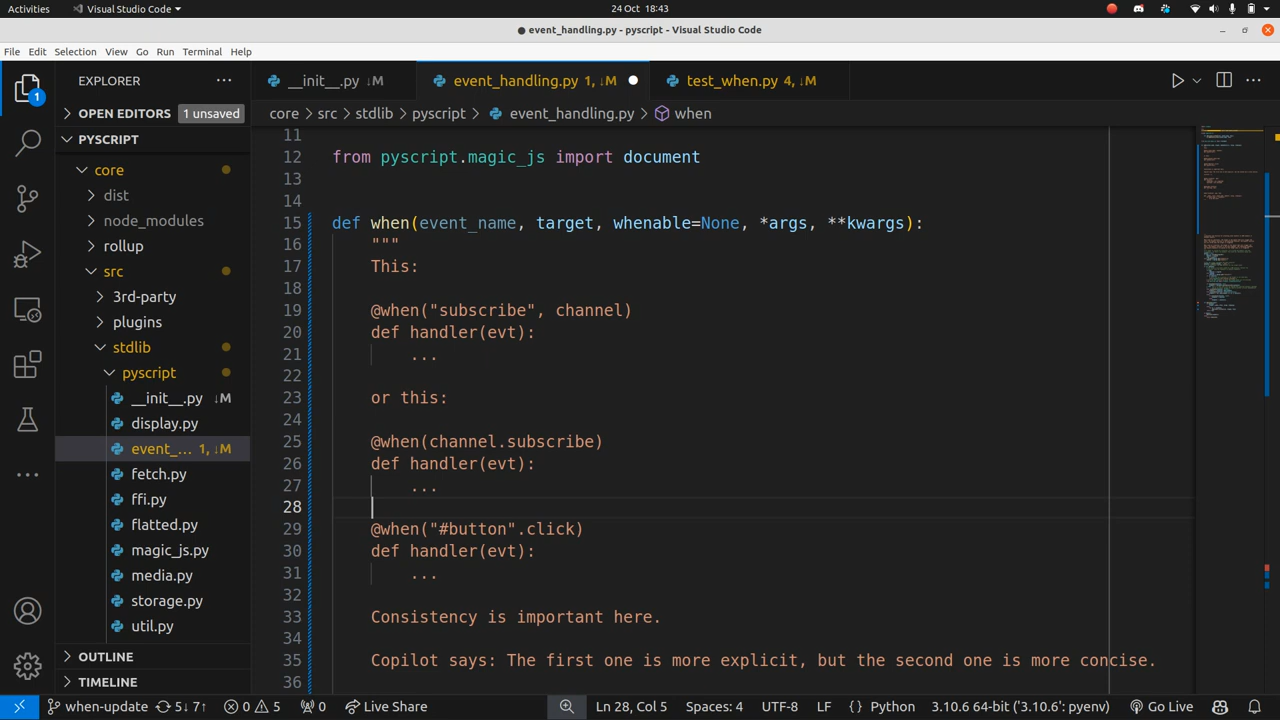 Activities
Visual Studio Code
24 Oct 18:43
event_handling.py - pyscript - Visual Studio Code
File Edit Selection View Go Run Terminal Help
EXPLORER
OPEN EDITORS 1 unsaved
PYSCRIPT
core
dist
node_modules
rollup
src
3rd-party
plugins
stdlib
pyscript
__init__.py M
display.py
event_... 1, M
fetch.py
ffi.py
flatted.py
magic_js.py
media.py
storage.py
util.py
OUTLINE
TIMELINE
1
__init__.py M
event_handling.py 1, M
test_when.py 4, M
core > src > stdlib > pyscript > event_handling.py > when
11
12 from pyscript.magic_js import document
13
14
15 def when(event_name, target, whenable=None, *args, **kwargs):
16 """
17 This:
18
19 @when("subscribe", channel)
20 def handler(evt):
21 ...
22
23 or this:
24
25 @when(channel.subscribe)
26 def handler(evt):
27 ...
28
29 @when("#button".click)
30 def handler(evt):
31 ...
32
33 Consistency is important here.
34
35 Copilot says: The first one is more explicit, but the second one is more concise.
36
when-update 5↓ 7↑ 0 5 0 Live Share Ln 28, Col 5 Spaces: 4 UTF-8 LF {} Python 3.10.6 64-bit ('3.10.6': pyenv) Go Live